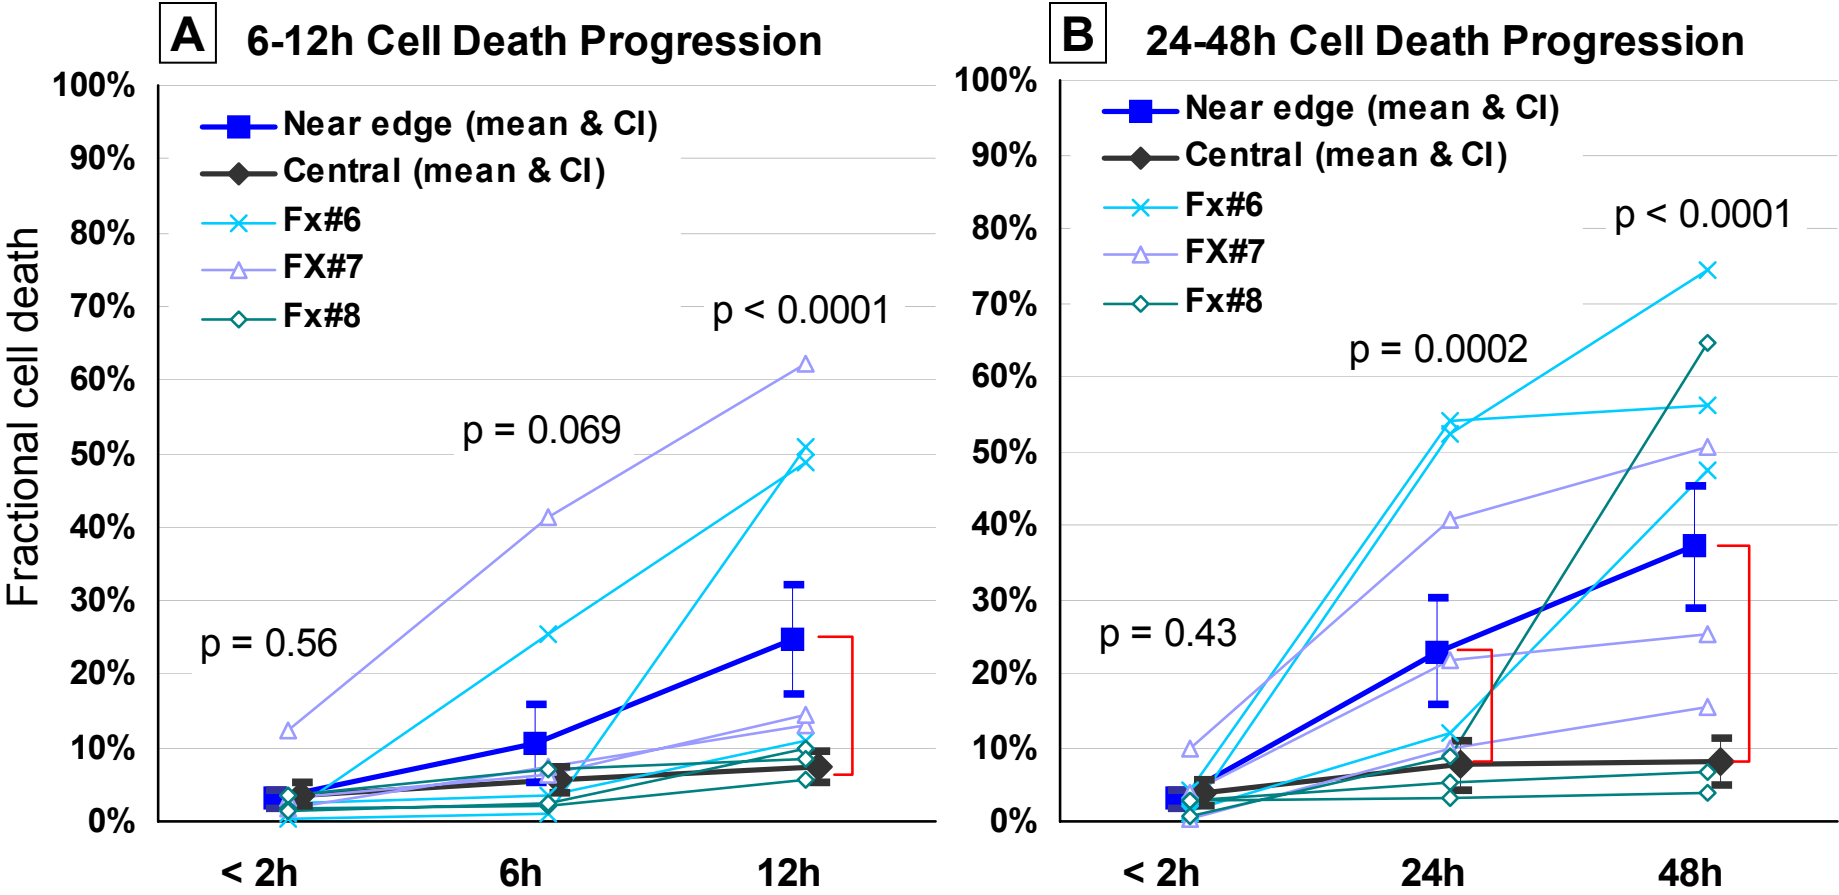 A 6-12h Cell Death Progression
Fractional cell death
100%
90%
80%
70%
60%
50%
40%
30%
20%
10%
0%
Near edge (mean & CI)
Central (mean & CI)
Fx#6
FX#7
Fx#8
p = 0.56
p = 0.069
p < 0.0001
< 2h 6h 12h
B 24-48h Cell Death Progression
100%
90%
80%
70%
60%
50%
40%
30%
20%
10%
0%
Near edge (mean & CI)
Central (mean & CI)
Fx#6
FX#7
Fx#8
p = 0.43
p = 0.0002
p < 0.0001
< 2h 24h 48h